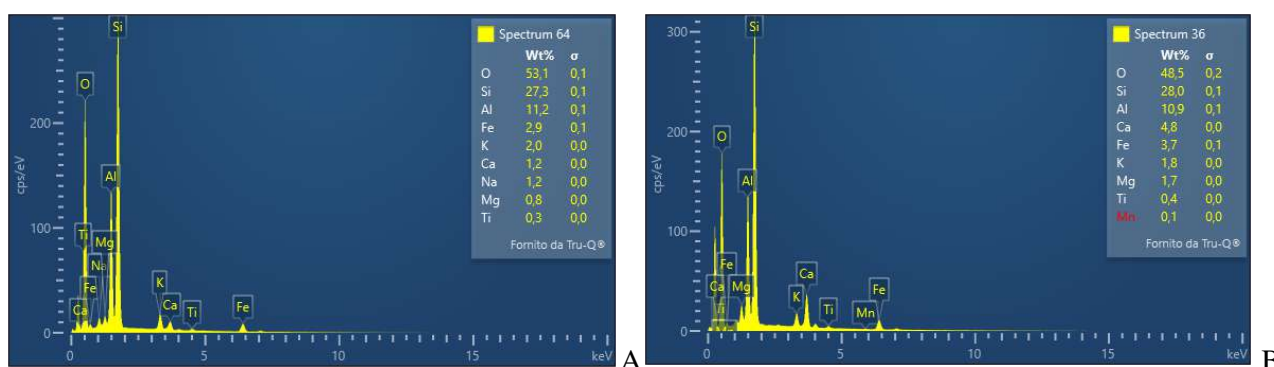 Spectrum 64
Wt% σ
O 53,1 0,1
Si 27,3 0,1
Al 11,2 0,1
Fe 2,9 0,1
K 2,0 0,0
Ca 1,2 0,0
Na 1,2 0,0
Mg 0,8 0,0
Ti 0,3 0,0
Fornito da Tru-Q®
cps/eV
200
100
0
Si
O
Al
Ti
Mg
Na
Fe
Ca
K
Ca
Ti
Fe
0 5 10 15 keV
A
Spectrum 36
Wt% σ
O 48,5 0,2
Si 28,0 0,1
Al 10,9 0,1
Ca 4,8 0,0
Fe 3,7 0,1
K 1,8 0,0
Mg 1,7 0,0
Ti 0,4 0,0
Mn 0,1 0,0
Fornito da Tru-Q®
cps/eV
300
200
100
0
Si
O
Al
Fe
Ca
Mg
Ti
K
Ca
Ti
Mn
Fe
0 5 10 15 keV